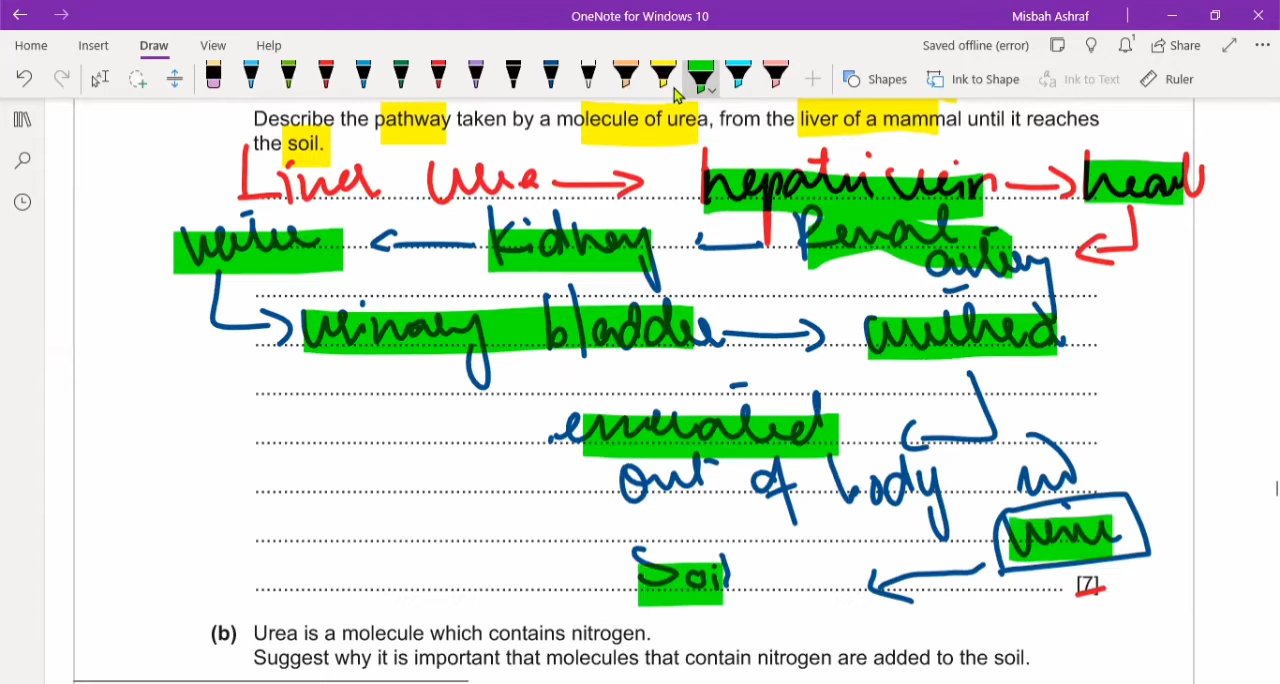 OneNote for Windows 10
Misbah Ashraf
Home Insert Draw View Help
Saved offline (error) Share
Shapes Ink to Shape Ink to Text Ruler
Describe the pathway taken by a molecule of urea, from the liver of a mammal until it reaches
the soil.
Liver urea → hepatic vein → heart
Renal artery
kidney
urinary bladder →
out of body in
urine
Soil
[7]
(b) Urea is a molecule which contains nitrogen.
Suggest why it is important that molecules that contain nitrogen are added to the soil.